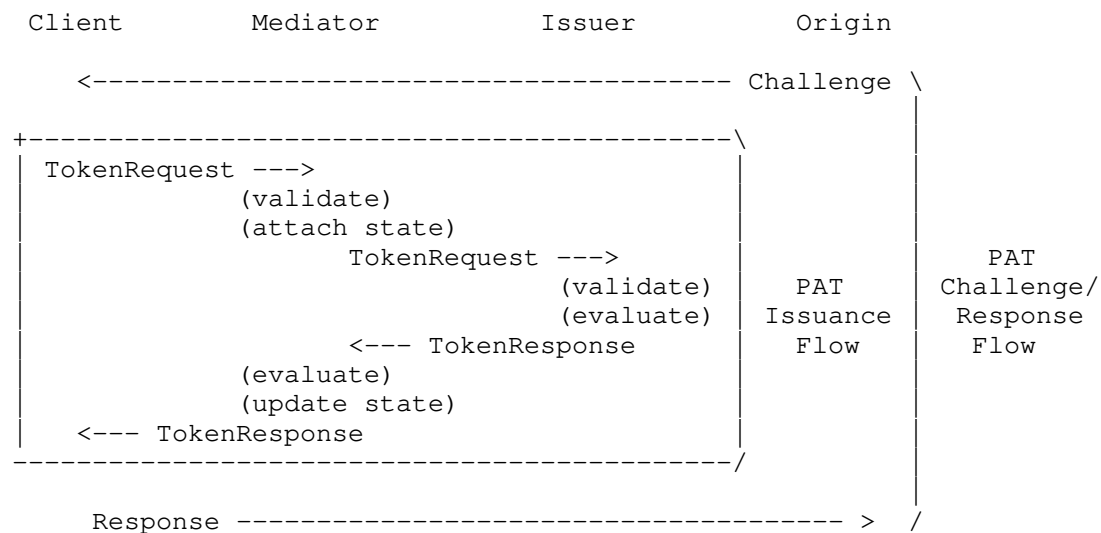 Client Mediator Issuer Origin
<--------------------------------------- Challenge \
|
+--------------------------------------------\ |
| TokenRequest ---> | |
| (validate) | |
| (attach state) | |
| TokenRequest ---> | | PAT
| (validate) | PAT | Challenge/
| (evaluate) | Issuance | Response
| <--- TokenResponse | Flow | Flow
| (evaluate) | |
| (update state) | |
| <--- TokenResponse | |
--------------------------------------------/ |
|
Response -------------------------------------- > /